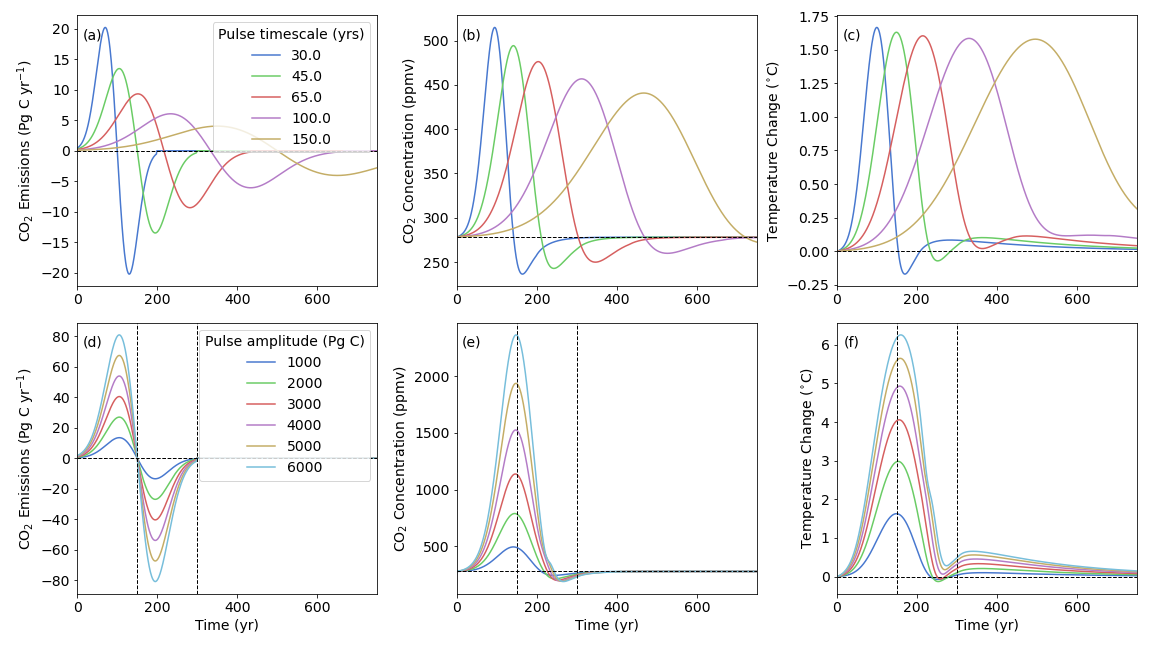 (a)
Pulse timescale (yrs)
30.0
45.0
65.0
100.0
150.0
CO₂ Emissions (Pg C yr⁻¹)
20
15
10
5
0
−5
−10
−15
−20
0 200 400 600
(b)
CO₂ Concentration (ppmv)
500
450
400
350
300
250
0 200 400 600
(c)
Temperature Change (°C)
1.75
1.50
1.25
1.00
0.75
0.50
0.25
0.00
−0.25
0 200 400 600
(d)
Pulse amplitude (Pg C)
1000
2000
3000
4000
5000
6000
CO₂ Emissions (Pg C yr⁻¹)
80
60
40
20
0
−20
−40
−60
−80
0 200 400 600
Time (yr)
(e)
CO₂ Concentration (ppmv)
2000
1500
1000
500
0 200 400 600
Time (yr)
(f)
Temperature Change (°C)
6
5
4
3
2
1
0
0 200 400 600
Time (yr)